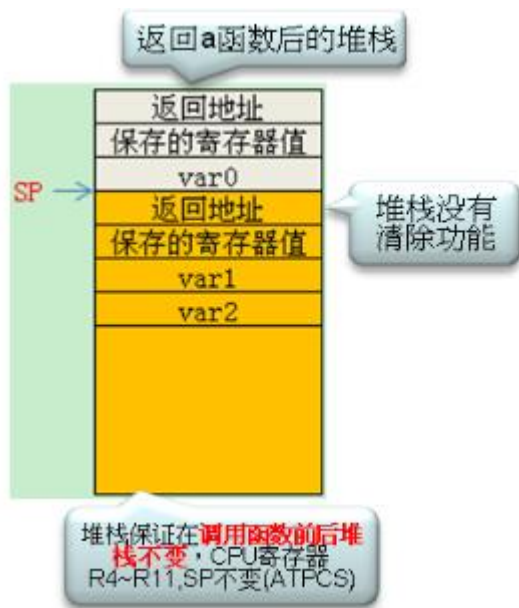 返回a函数后的堆栈
返回地址
保存的寄存器值
var0
SP
返回地址
保存的寄存器值
var1
var2
堆栈没有
清除功能
堆栈保证在调用函数前后堆
栈不变，CPU寄存器
R4~R11,SP不变(ATPCS)